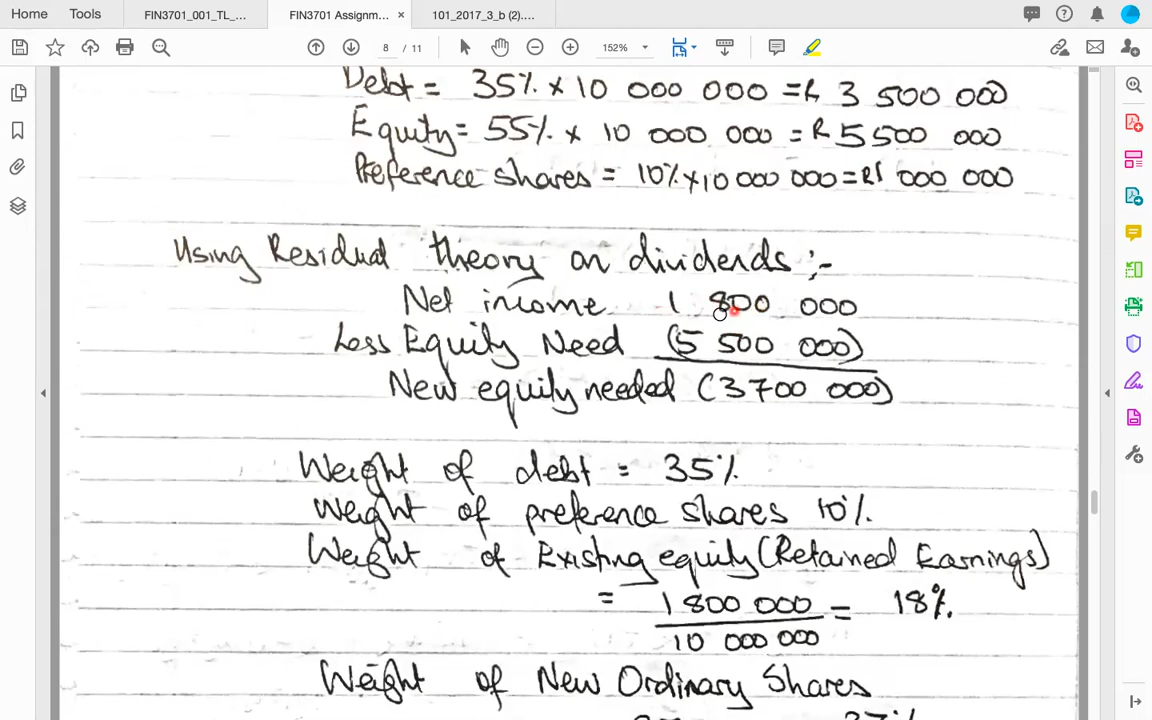 Home Tools FIN3701_001_TL_... FIN3701 Assignm... × 101_2017_3_b (2)....
8 / 11 152%
Debt = 35% × 10 000 000 = R 3 500 000
Equity = 55% × 10 000 000 = R 5 500 000
Preference shares = 10% × 10 000 000 = R1 000 000
Using Residual theory on dividends :-
Net income 1 800 000
Less Equity Need (5 500 000)
New equity needed (3 700 000)
Weight of debt = 35%
Weight of preference shares 10%.
Weight of Existing equity (Retained Earnings)
= 1 800 000 = 18%.
10 000 000
Weight of New Ordinary Shares
37%